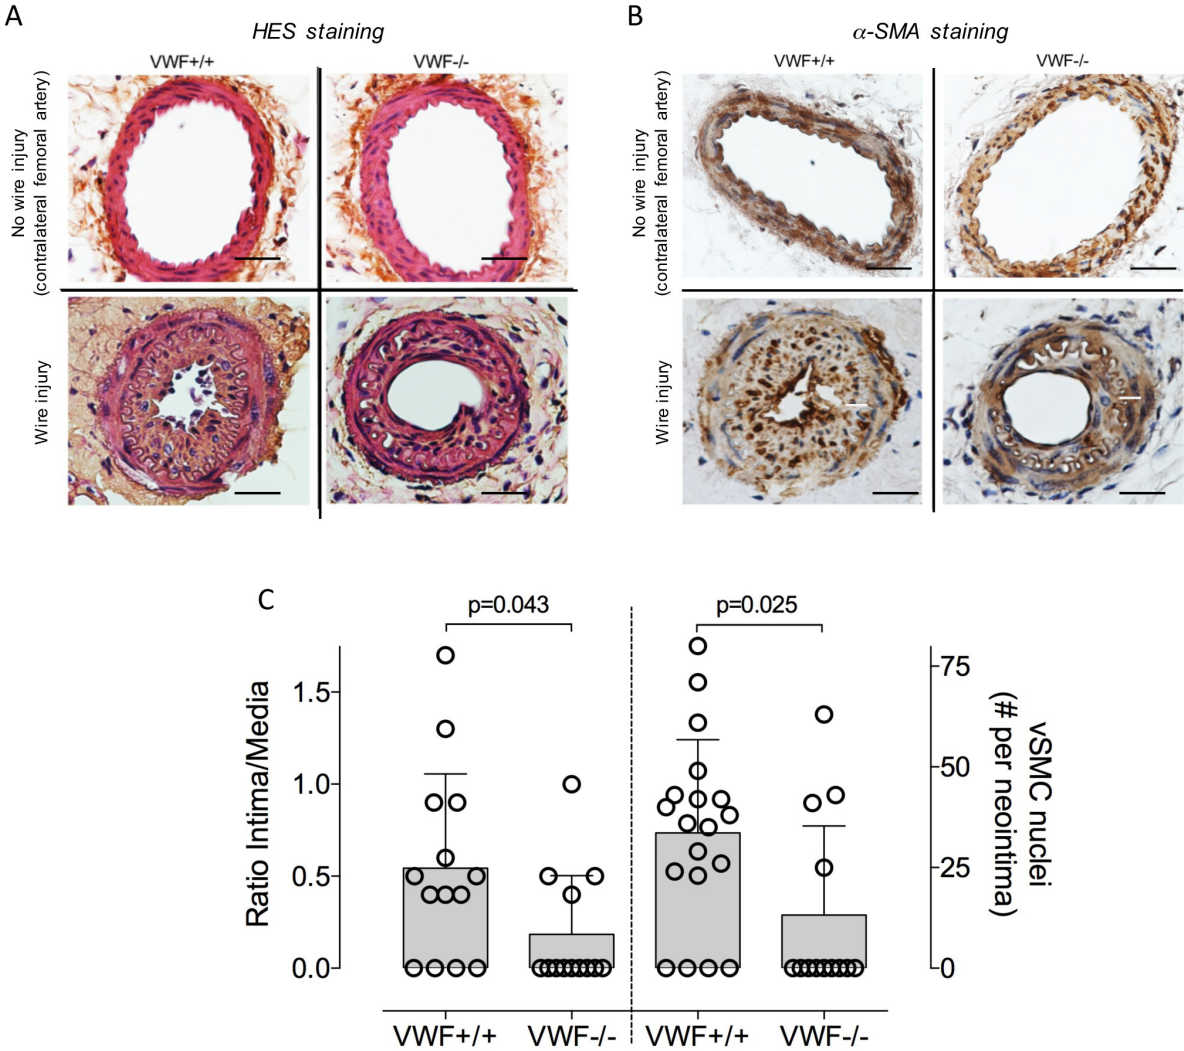 A
HES staining
VWF+/+
VWF-/-
No wire injury
(contralateral femoral artery)
Wire injury
B
α-SMA staining
VWF+/+
VWF-/-
No wire injury
(contralateral femoral artery)
Wire injury
C
p=0.043
p=0.025
Ratio Intima/Media
1.5
1.0
0.5
0.0
75
50
25
0
vSMC nuclei
(# per neointima)
VWF+/+
VWF-/-
VWF+/+
VWF-/-